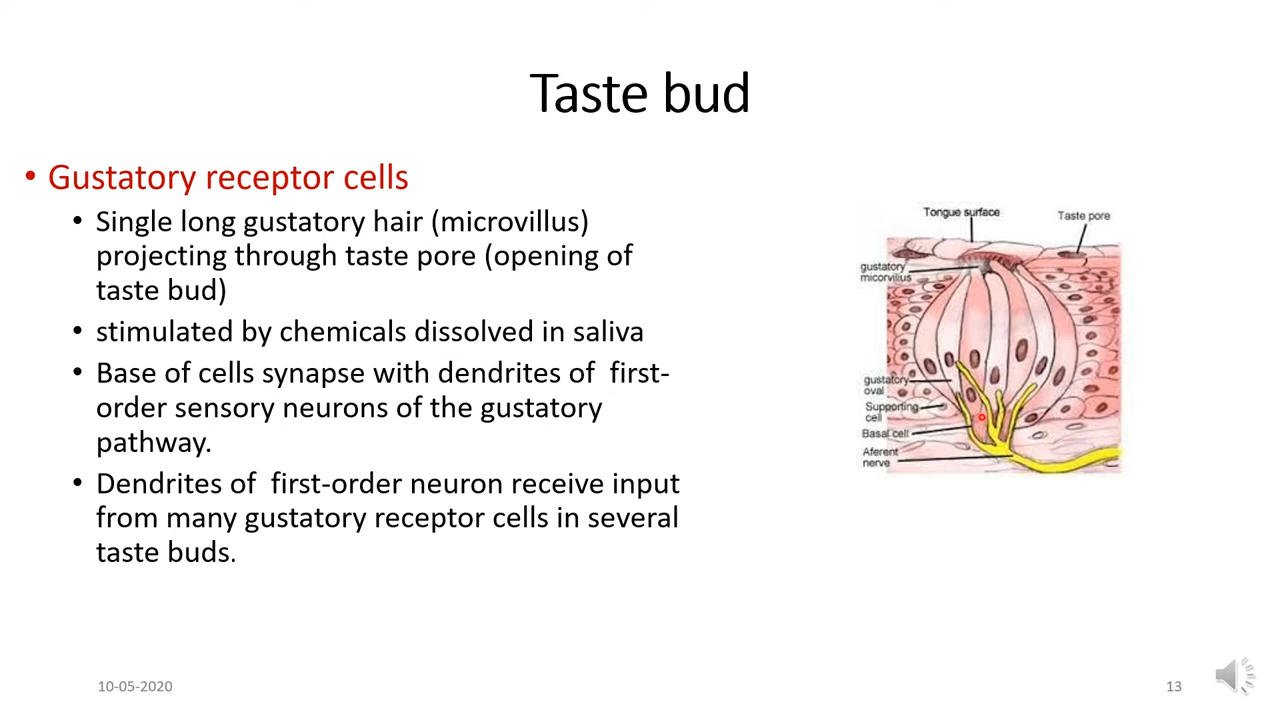 Taste bud
• Gustatory receptor cells
• Single long gustatory hair (microvillus)
projecting through taste pore (opening of
taste bud)
• stimulated by chemicals dissolved in saliva
• Base of cells synapse with dendrites of  first-
order sensory neurons of the gustatory
pathway.
• Dendrites of  first-order neuron receive input
from many gustatory receptor cells in several
taste buds.
Tongue surface
Taste pore
gustatory
micorvilius
gustatory
oval
Supporting
cell
Basal cell
Aferent
nerve
10-05-2020
13